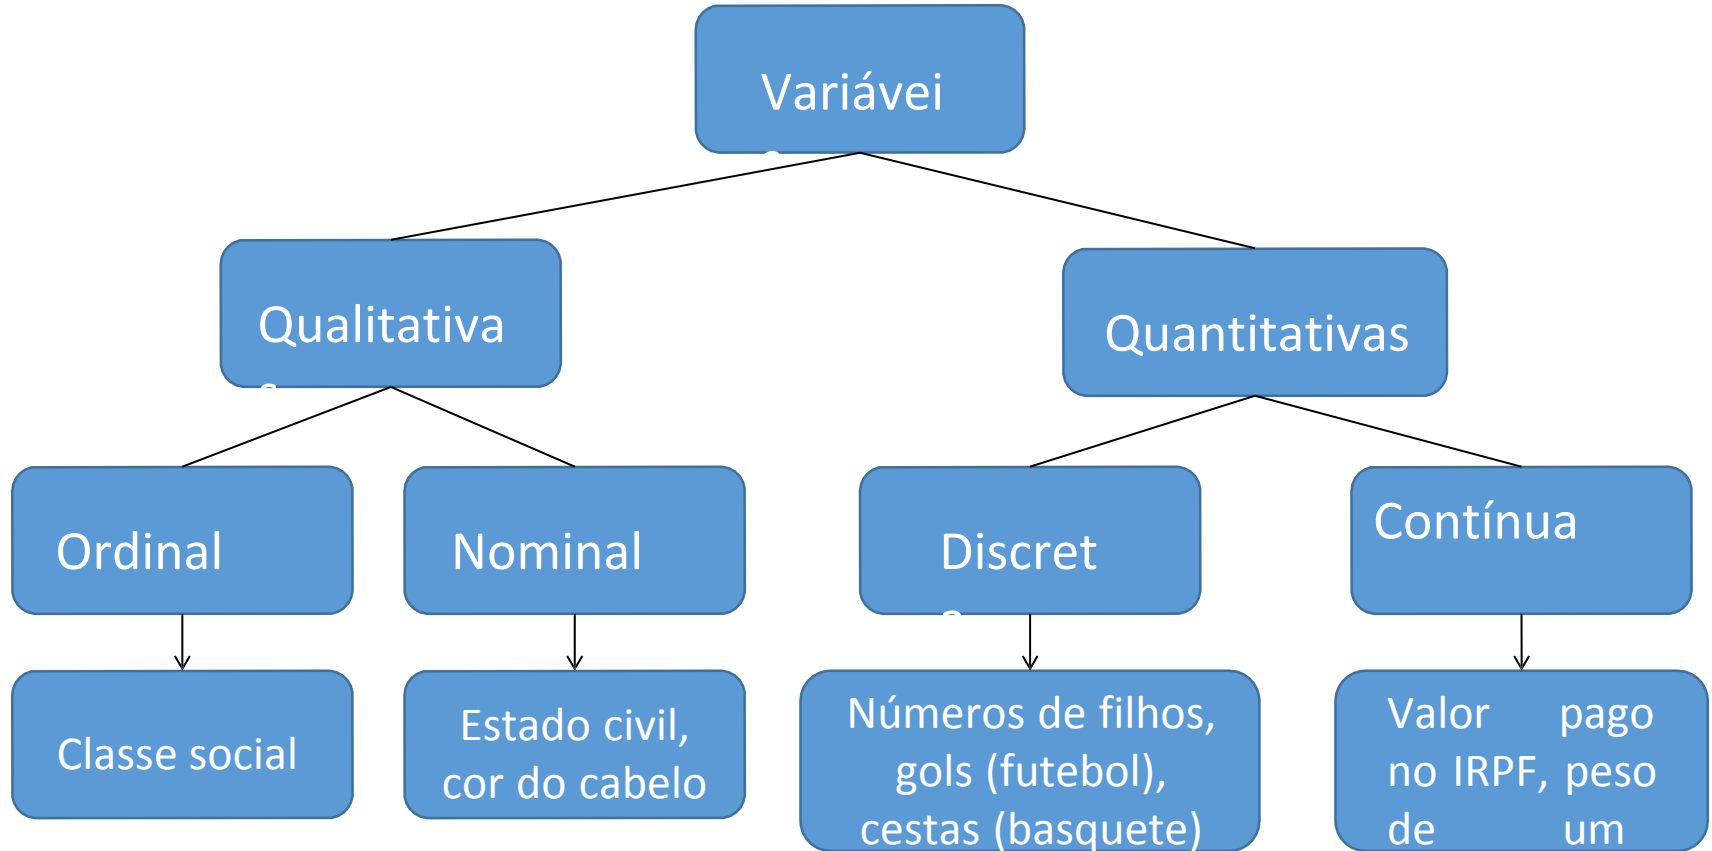 Variávei
Qualitativa
Quantitativas
Ordinal
Nominal
Discret
Contínua
Classe social
Estado civil,
cor do cabelo
Números de filhos,
gols (futebol),
cestas (basquete)
Valor pago
no IRPF, peso
de um